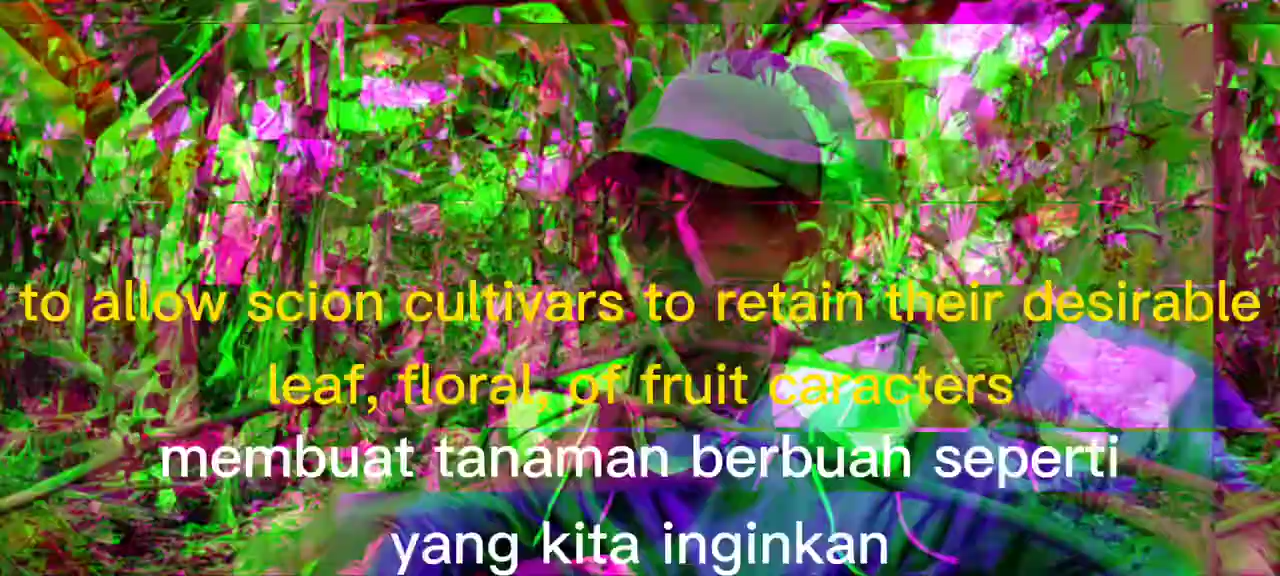 to allow scion cultivars to retain their desirable
leaf, floral, of fruit caracters
membuat tanaman berbuah seperti
yang kita inginkan